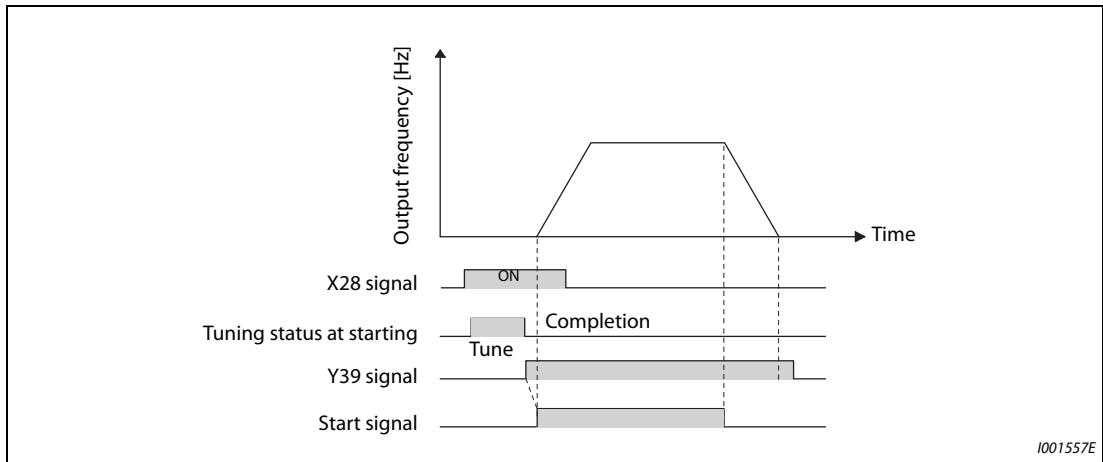 Output frequency [Hz]
Time
X28 signal
ON
Tuning status at starting
Completion
Tune
Y39 signal
Start signal
I001557E